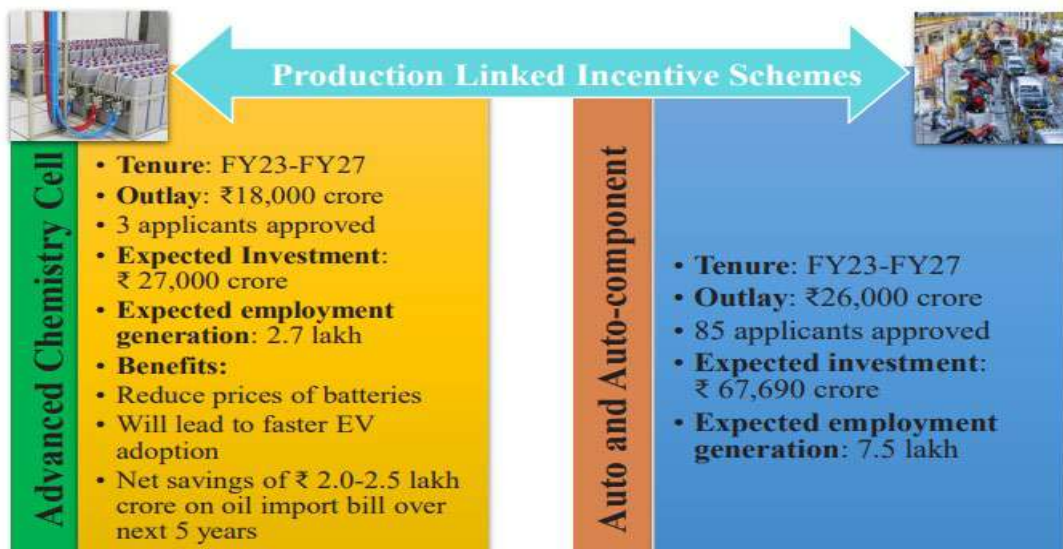 Production Linked Incentive Schemes
Advanced Chemistry Cell
• Tenure: FY23-FY27
• Outlay: ₹18,000 crore
• 3 applicants approved
• Expected Investment:
₹ 27,000 crore
• Expected employment
generation: 2.7 lakh
• Benefits:
• Reduce prices of batteries
• Will lead to faster EV
adoption
• Net savings of ₹ 2.0-2.5 lakh
crore on oil import bill over
next 5 years
Auto and Auto-component
• Tenure: FY23-FY27
• Outlay: ₹26,000 crore
• 85 applicants approved
• Expected investment:
₹ 67,690 crore
• Expected employment
generation: 7.5 lakh